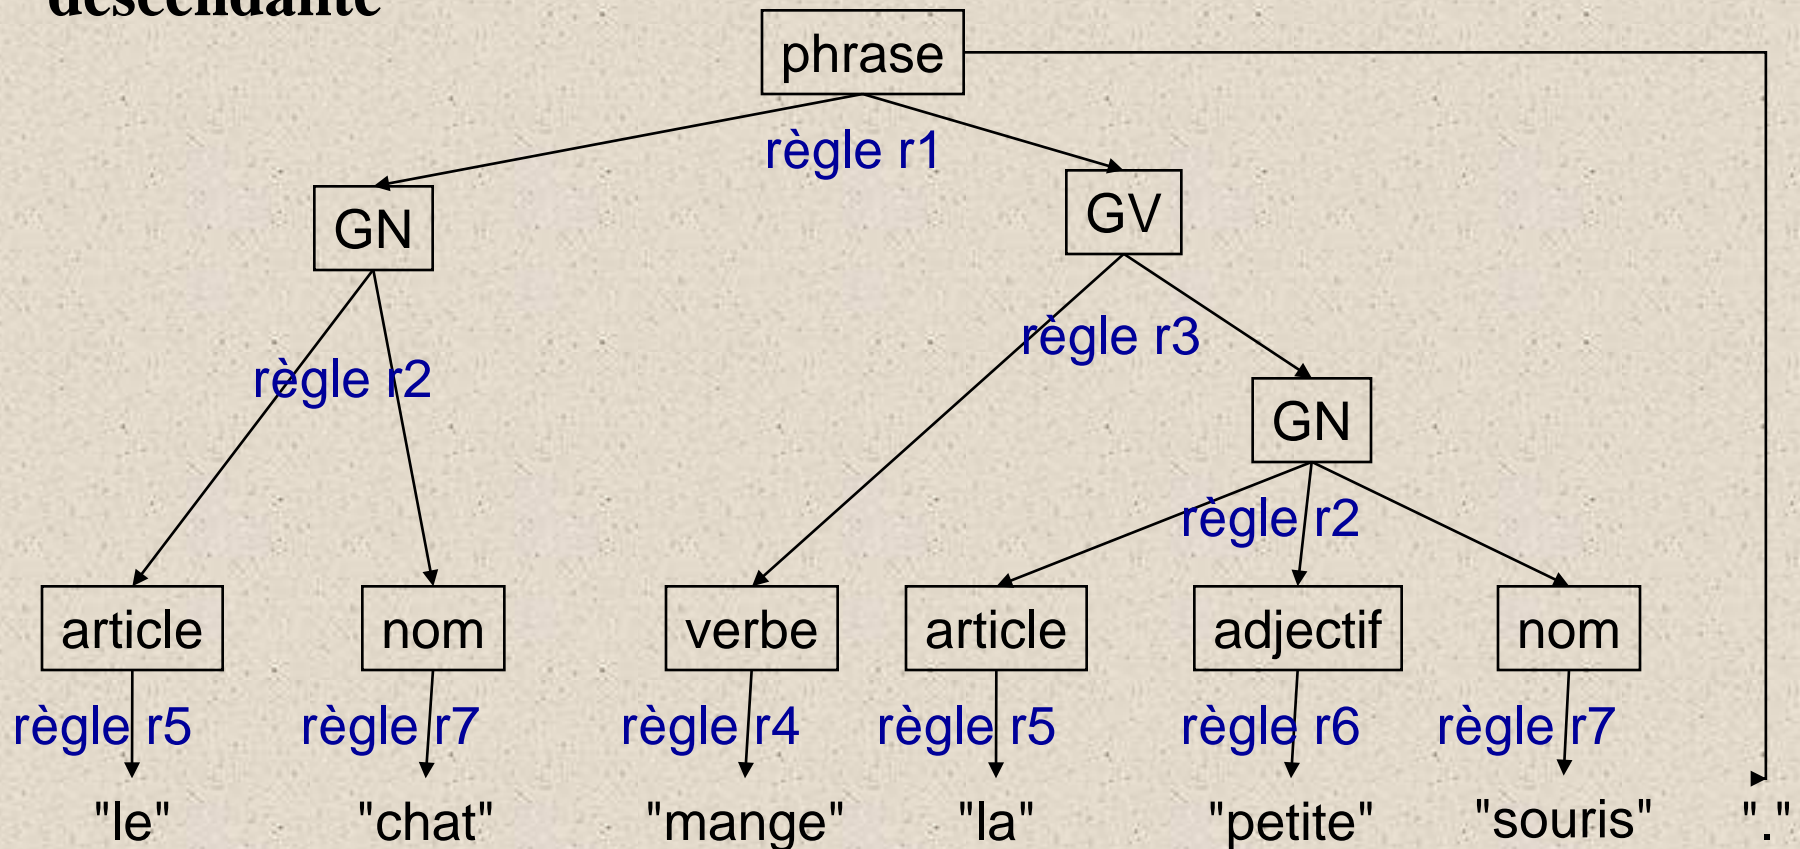 descendante
phrase
règle r1
GN
GV
règle r3
règle r2
GN
règle r2
article
nom
verbe
article
adjectif
nom
règle r5
règle r7
règle r4
règle r5
règle r6
règle r7
"le"
"chat"
"mange"
"la"
"petite"
"souris"
"."